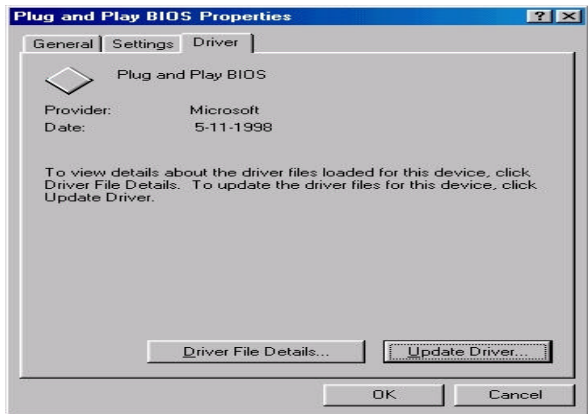 Plug and Play BIOS Properties
General Settings Driver
Plug and Play BIOS
Provider: Microsoft
Date: 5-11-1998
To view details about the driver files loaded for this device, click
Driver File Details. To update the driver files for this device, click
Update Driver.
Driver File Details... Update Driver...
OK Cancel